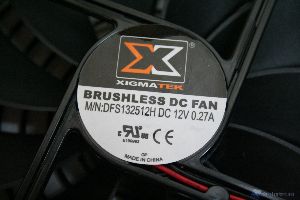 XIGMATEK
BRUSHLESS DC FAN
M/N:DFS132512H DC 12V 0.27A
MADE IN CHINA